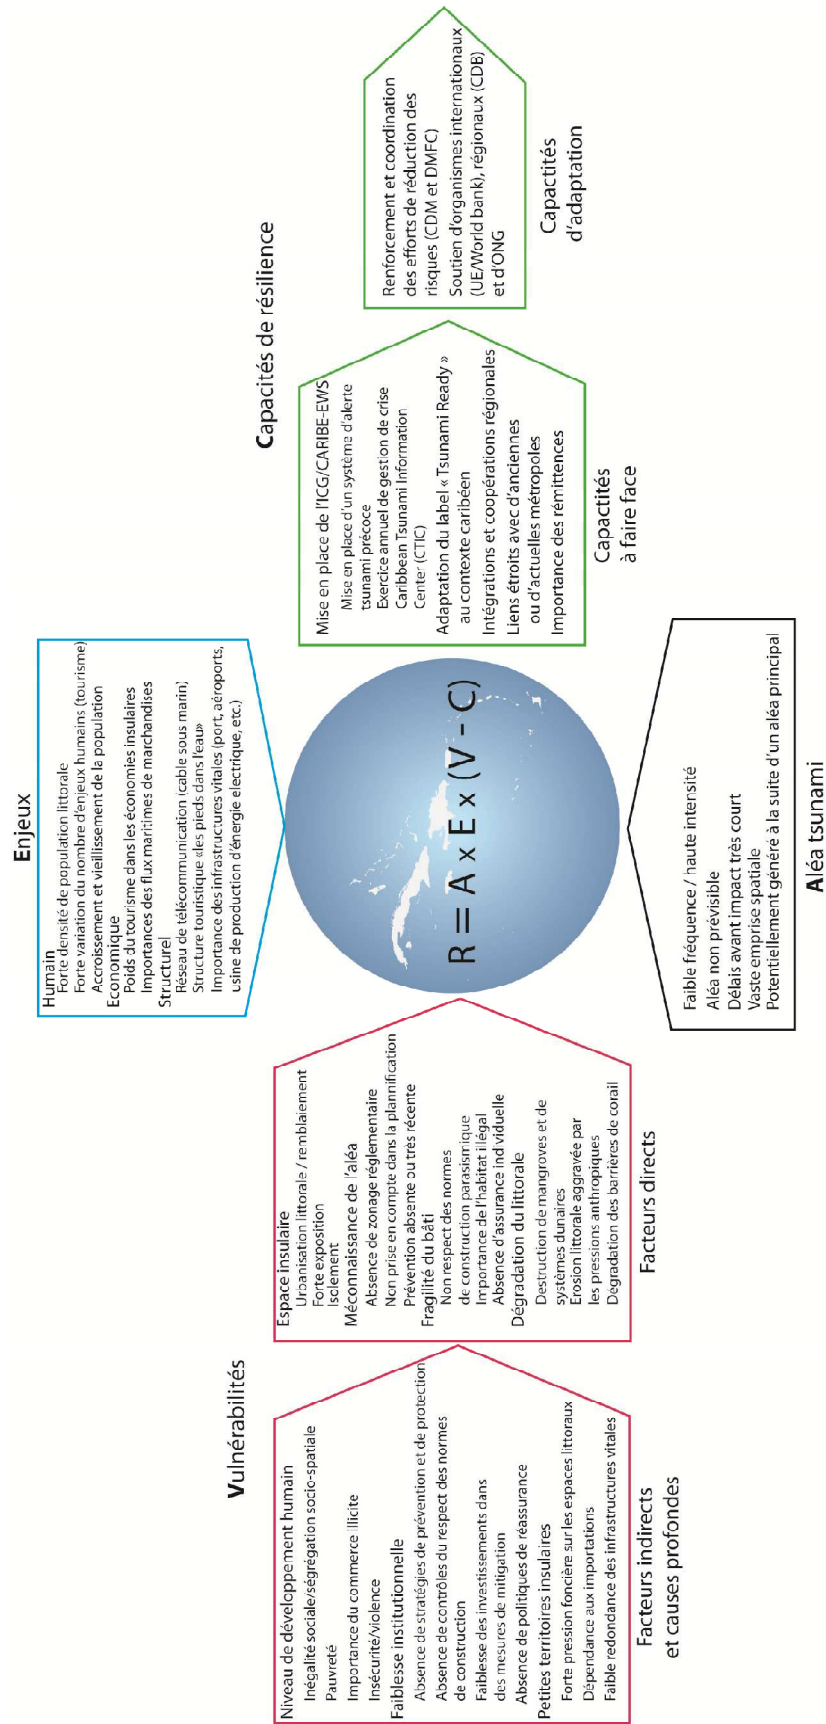 Enjeux
Humain
Forte densité de population littorale
Forte variation du nombre d'enjeux humains (tourisme)
Accroissement et vieillissement de la population
Economique
Poids du tourisme dans les économies insulaires
Importances des flux maritimes de marchandises
Structurel
Réseau de télécommunication (cable sous marin)
Structure touristique «les pieds dans l'eau»
Importance des infrastructures vitales (port, aéroports,
usine de production d'énergie electrique, etc.)
Vulnérabilités
Niveau de développement humain
Inégalité sociale/ségrégation socio-spatiale
Pauvreté
Importance du commerce illicite
Insécurité/violence
Faiblesse institutionnelle
Absence de stratégies de prévention et de protection
Absence de contrôles du respect des normes
de construction
Faiblesse des investissements dans
des mesures de mitigation
Absence de politiques de réassurance
Petites territoires insulaires
Forte pression foncière sur les espaces littoraux
Dépendance aux importations
Faible redondance des infrastructures vitales
Facteurs indirects
et causes profondes
Espace insulaire
Urbanisation littorale / remblaiement
Forte exposition
Isolement
Méconnaissance de l'aléa
Absence de zonage réglementaire
Non prise en compte dans la plannification
Prévention absente ou très récente
Fragilité du bâti
Non respect des normes
de construction parasismique
Importance de l'habitat illégal
Absence d'assurance individuelle
Dégradation du littorale
Destruction de mangroves et de
systèmes dunaires
Erosion littorale aggravée par
les pressions anthropiques
Dégradation des barrières de corail
Facteurs directs
R = A x E x (V - C)
Capacités de résilience
Mise en place de l'ICG/CARIBE-EWS
Mise en place d'un système d'alerte
tsunami précoce
Exercice annuel de gestion de crise
Caribbean Tsunami Information
Center (CTIC)
Adaptation du label « Tsunami Ready »
au contexte caribéen
Intégrations et coopérations régionales
Liens étroits avec d'anciennes
ou d'actuelles métropoles
Importance des rémittences
Capactités
à faire face
Renforcement et coordination
des efforts de réduction des
risques (CDM et DMFC)
Soutien d'organismes internationaux
(UE/World bank), régionaux (CDB)
et d'ONG
Capactités
d'adaptation
Faible fréquence / haute intensité
Aléa non prévisible
Délais avant impact très court
Vaste emprise spatiale
Potentiellement généré à la suite d'un aléa principal
Aléa tsunami